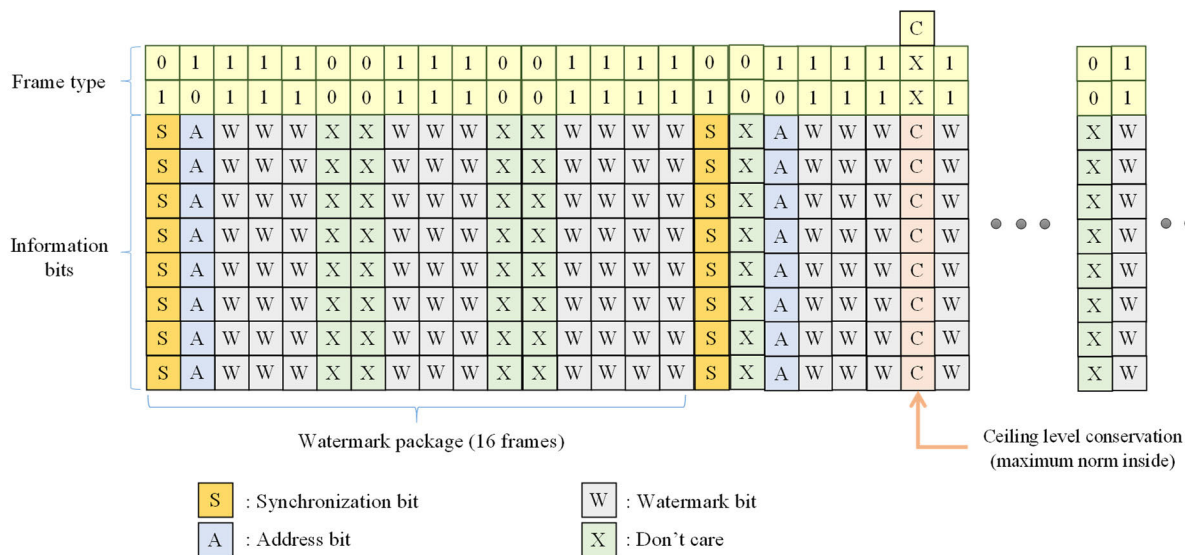 C
0 1 1 1 1 0 0 1 1 1 0 0 1 1 1 1 0 0 1 1 1 1 X 1 0 1
Frame type
1 0 1 1 1 0 0 1 1 1 0 0 1 1 1 1 1 0 0 1 1 1 X 1 0 1
S A W W W X X W W W X X W W W W S X A W W W C W X W
S A W W W X X W W W X X W W W W S X A W W W C W X W
S A W W W X X W W W X X W W W W S X A W W W C W X W
S A W W W X X W W W X X W W W W S X A W W W C W X W
Information
bits
S A W W W X X W W W X X W W W W S X A W W W C W X W
S A W W W X X W W W X X W W W W S X A W W W C W X W
S A W W W X X W W W X X W W W W S X A W W W C W X W
S A W W W X X W W W X X W W W W S X A W W W C W X W
Watermark package (16 frames)
Ceiling level conservation
(maximum norm inside)
S : Synchronization bit
W : Watermark bit
A : Address bit
X : Don't care